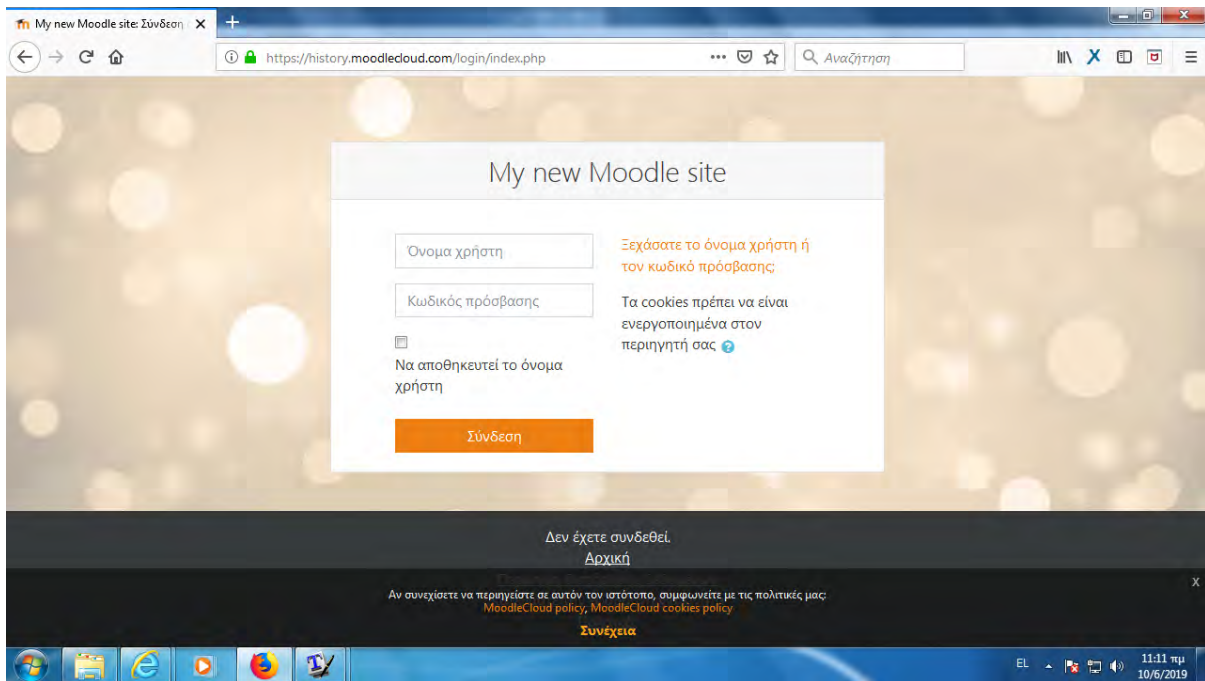 My new Moodle site: Σύνδεση
https://history.moodlecloud.com/login/index.php
Αναζήτηση
My new Moodle site
Όνομα χρήστη
Ξεχάσατε το όνομα χρήστη ή
τον κωδικό πρόσβασης;
Κωδικός πρόσβασης
Τα cookies πρέπει να είναι
ενεργοποιημένα στον
περιηγητή σας
Να αποθηκευτεί το όνομα
χρήστη
Σύνδεση
Δεν έχετε συνδεθεί.
Αρχική
Αν συνεχίσετε να περιηγείστε σε αυτόν τον ιστότοπο, συμφωνείτε με τις πολιτικές μας:
MoodleCloud policy, MoodleCloud cookies policy
Συνέχεια
x
EL
11:11 πμ
10/6/2019